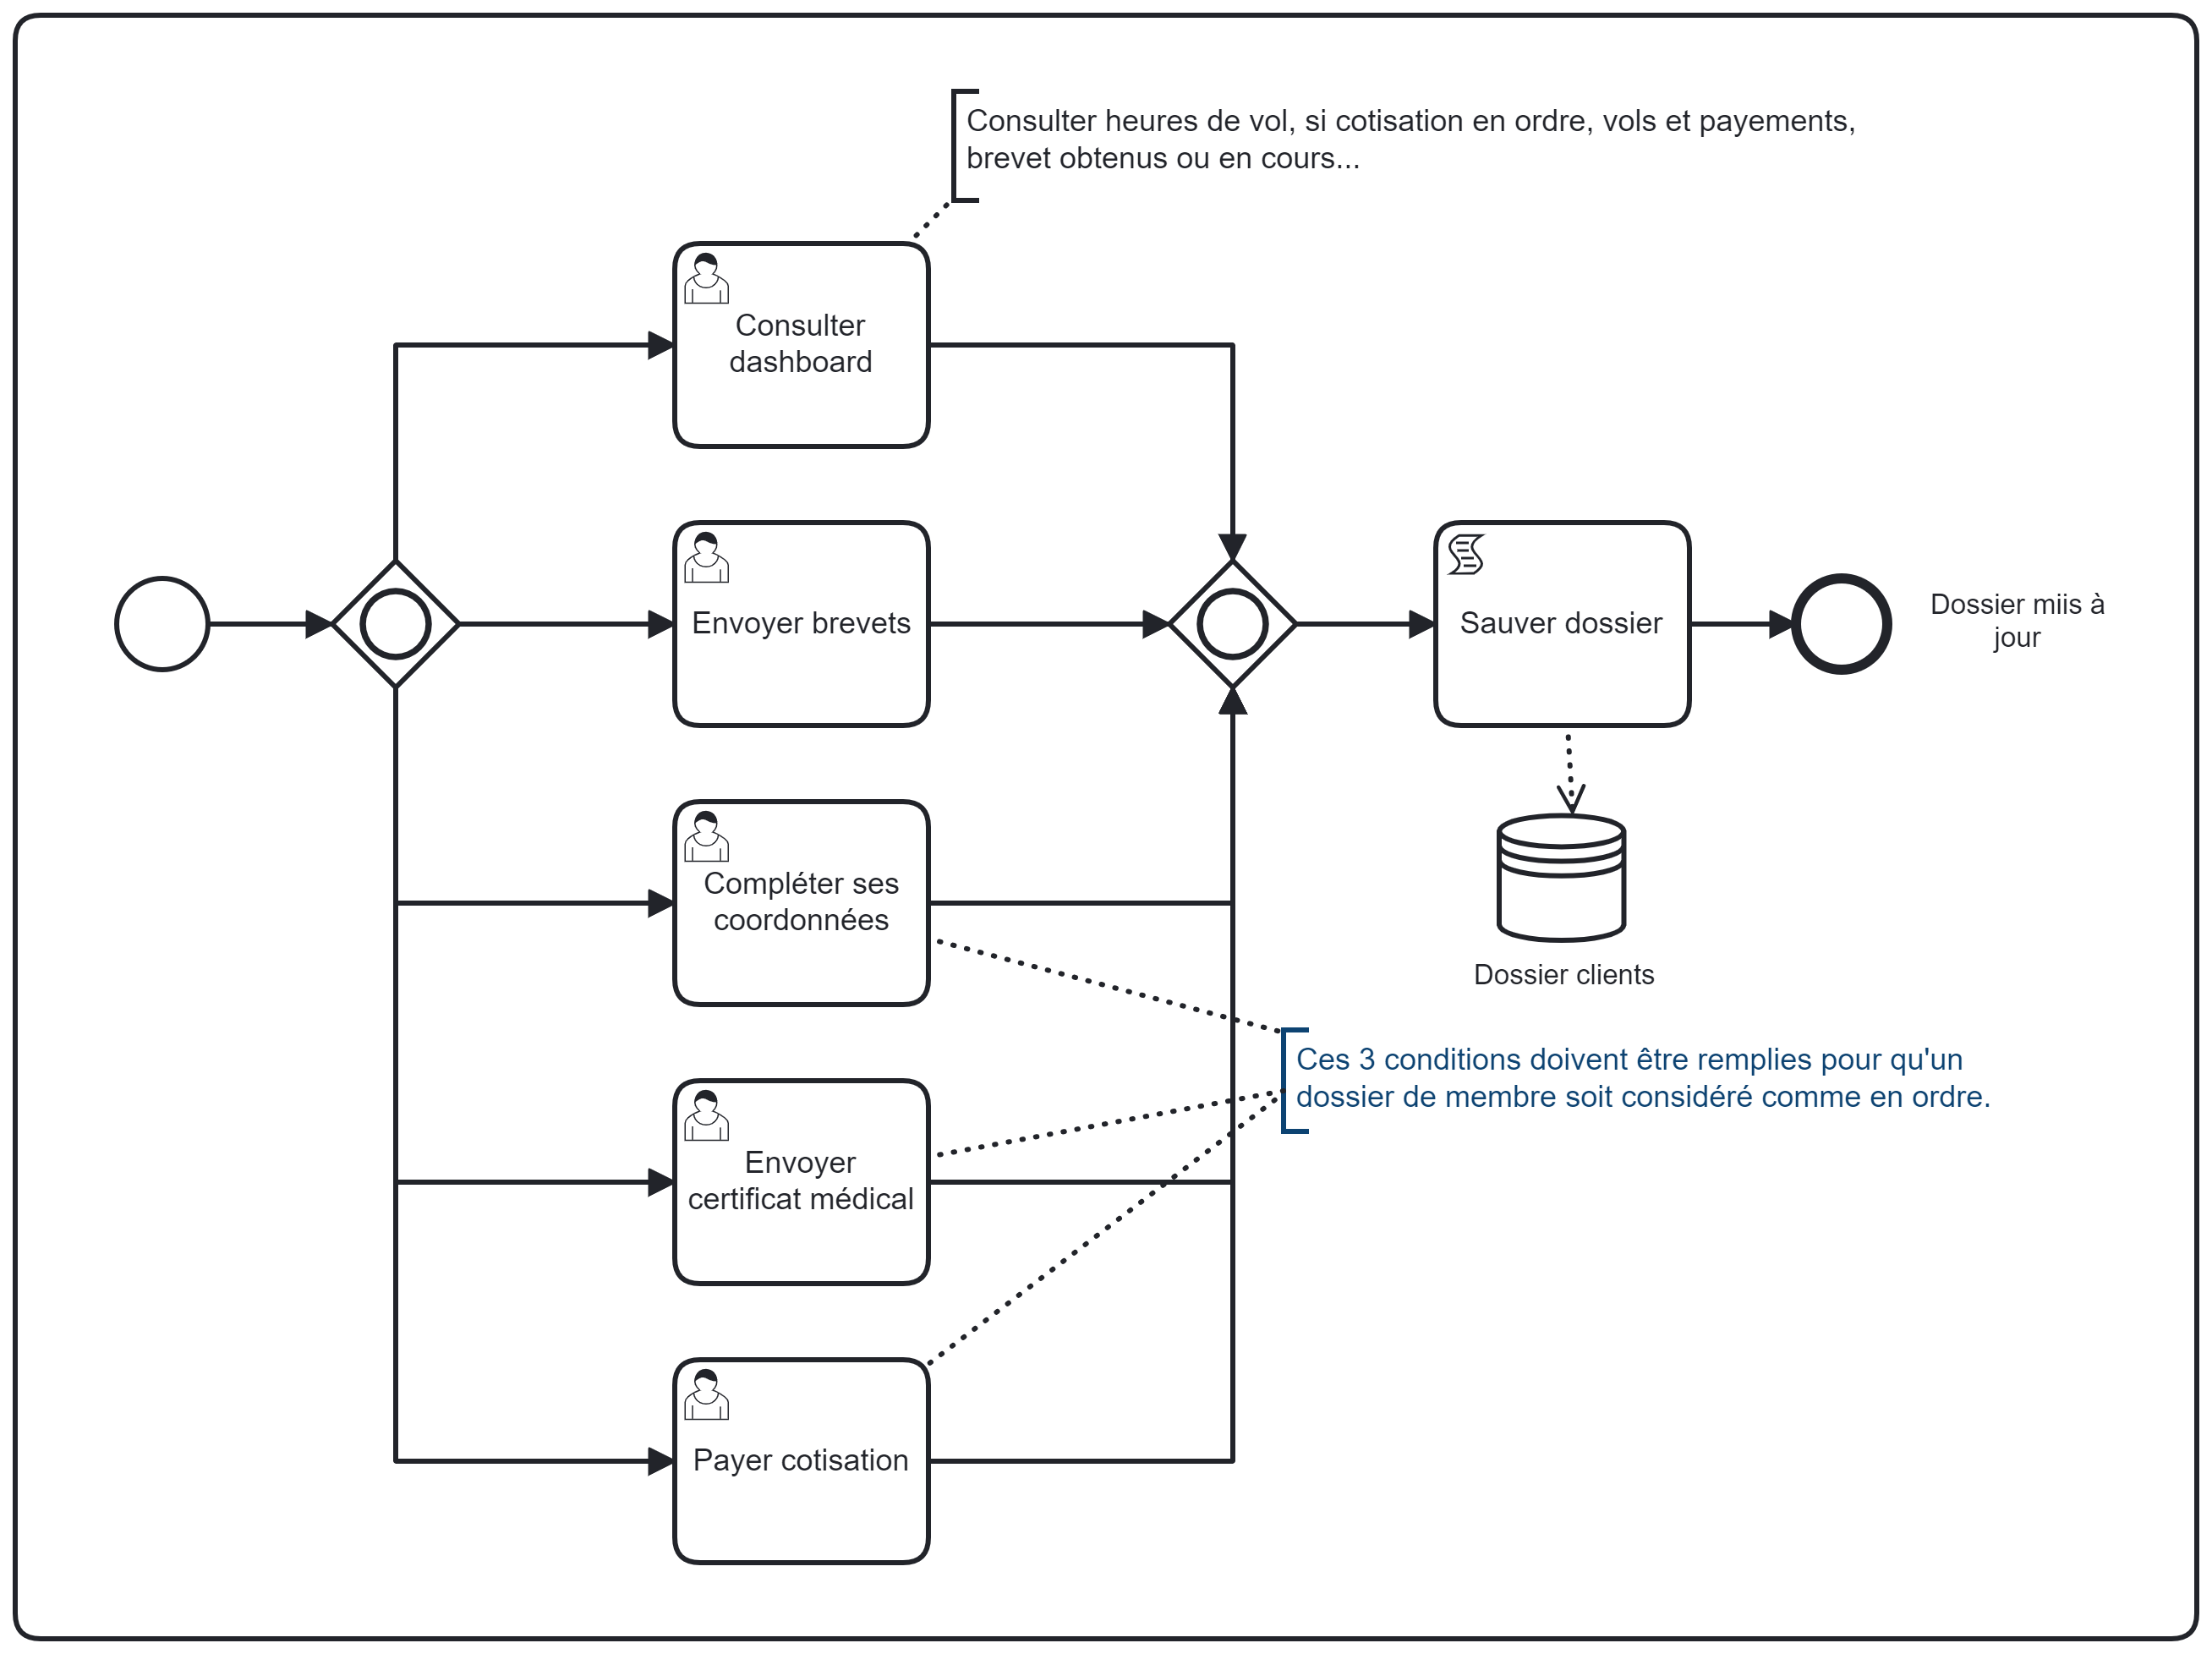 Consulter heures de vol, si cotisation en ordre, vols et payements,
brevet obtenus ou en cours...
Consulter
dashboard
Envoyer brevets
Sauver dossier
Dossier miis à
jour
Compléter ses
coordonnées
Dossier clients
Ces 3 conditions doivent être remplies pour qu'un
dossier de membre soit considéré comme en ordre.
Envoyer
certificat médical
Payer cotisation